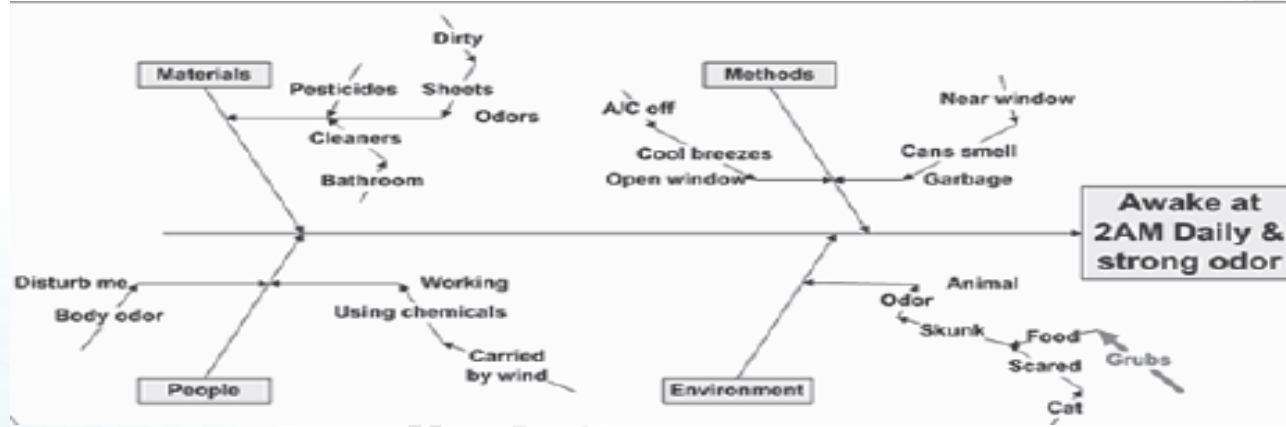 Dirty
Materials
Methods
Pesticides
Sheets
Odors
A/C off
Near window
Cleaners
Cool breezes
Cans smell
Bathroom
Open window
Garbage
Awake at
2AM Daily &
strong odor
Disturb me
Working
Animal
Body odor
Using chemicals
Odor
Skunk
Food
Scared
Grubs
Carried
by wind
People
Environment
Cat